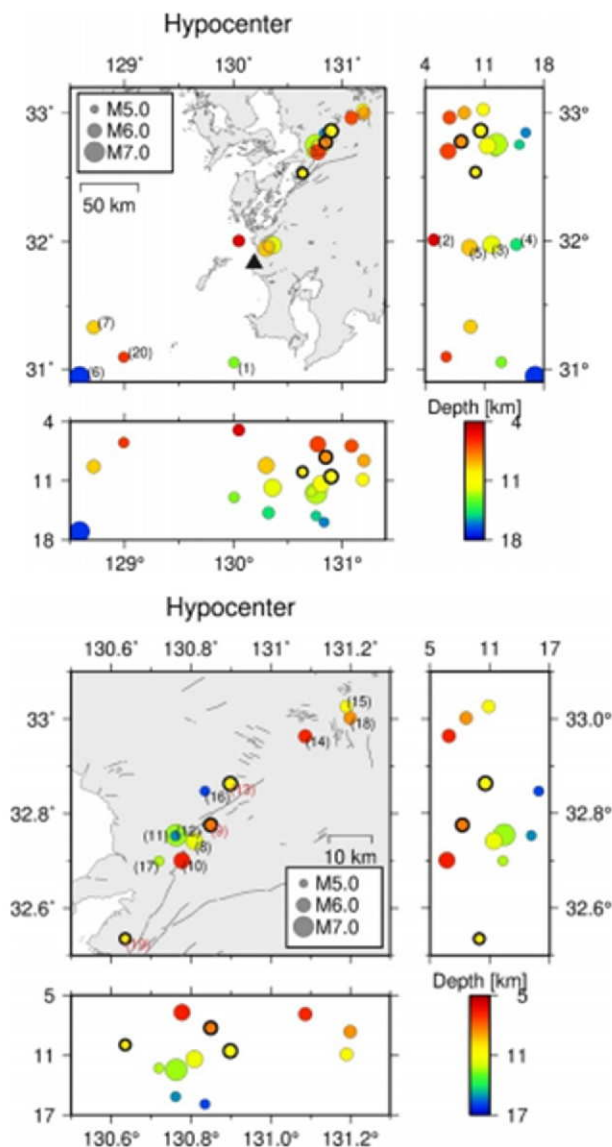 Hypocenter
129° 130° 131°
4 11 18
33°
33°
M5.0
M6.0
M7.0
50 km
32°
32°
(2) (5) (3) (4)
(7)
(20)
31°
(6) (1)
31°
Depth [km]
4
4
11
18
18
129° 130° 131°
Hypocenter
130.6° 130.8° 131.0° 131.2°
5 11 17
33°
33.0°
(15)
(18)
(14)
(16) (13)
32.8°
32.8°
(11) (12) (9)
(8)
(17) (10)
10 km
M5.0
M6.0
M7.0
32.6°
32.6°
(19)
Depth [km]
5
5
11
11
17
17
130.6° 130.8° 131.0° 131.2°